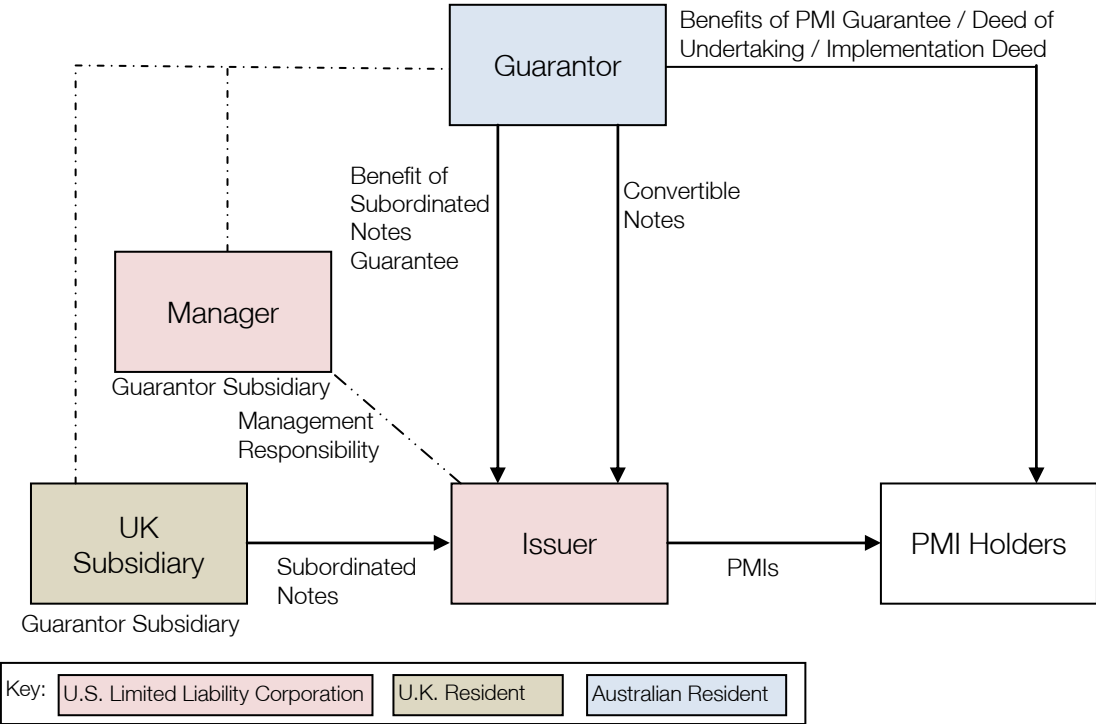 Guarantor
Benefits of PMI Guarantee / Deed of
Undertaking / Implementation Deed
Benefit of
Subordinated
Notes
Guarantee
Convertible
Notes
Manager
Guarantor Subsidiary
Management
Responsibility
UK
Subsidiary
Guarantor Subsidiary
Subordinated
Notes
Issuer
PMIs
PMI Holders
Key: U.S. Limited Liability Corporation U.K. Resident Australian Resident